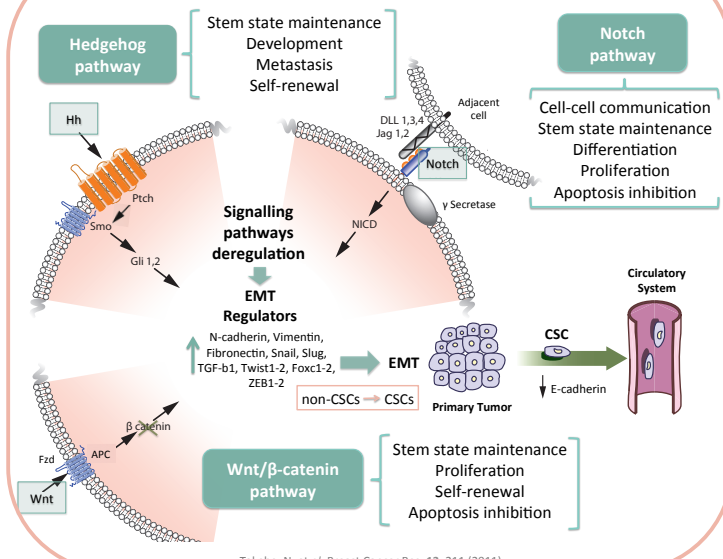 Hedgehog
pathway
Stem state maintenance
Development
Metastasis
Self-renewal
Notch
pathway
Cell-cell communication
Stem state maintenance
Differentiation
Proliferation
Apoptosis inhibition
Hh
Ptch
Smo
Gli 1,2
DLL 1,3,4
Jag 1,2
Adjacent
cell
Notch
γ Secretase
NICD
Signalling
pathways
deregulation
EMT
Regulators
N-cadherin, Vimentin,
Fibronectin, Snail, Slug,
TGF-b1, Twist1-2, Foxc1-2,
ZEB1-2
EMT
non-CSCs → CSCs
Primary Tumor
CSC
E-cadherin
Circulatory
System
β catenin
APC
Fzd
Wnt
Wnt/β-catenin
pathway
Stem state maintenance
Proliferation
Self-renewal
Apoptosis inhibition